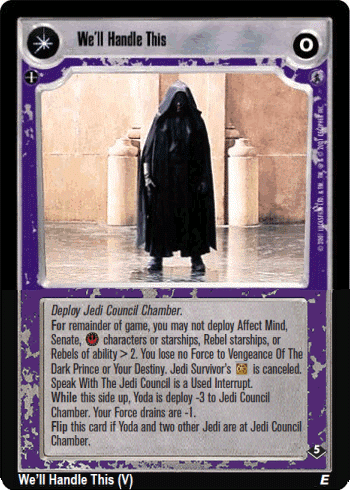 We'll Handle This
0
Deploy Jedi Council Chamber.
For remainder of game, you may not deploy Affect Mind,
Senate, characters or starships, Rebel starships, or
Rebels of ability > 2. You lose no Force to Vengeance Of The
Dark Prince or Your Destiny. Jedi Survivor's is canceled.
Speak With The Jedi Council is a Used Interrupt.
While this side up, Yoda is deploy -3 to Jedi Council
Chamber. Your Force drains are -1.
Flip this card if Yoda and two other Jedi are at Jedi Council
Chamber.
5
We'll Handle This (V)
E